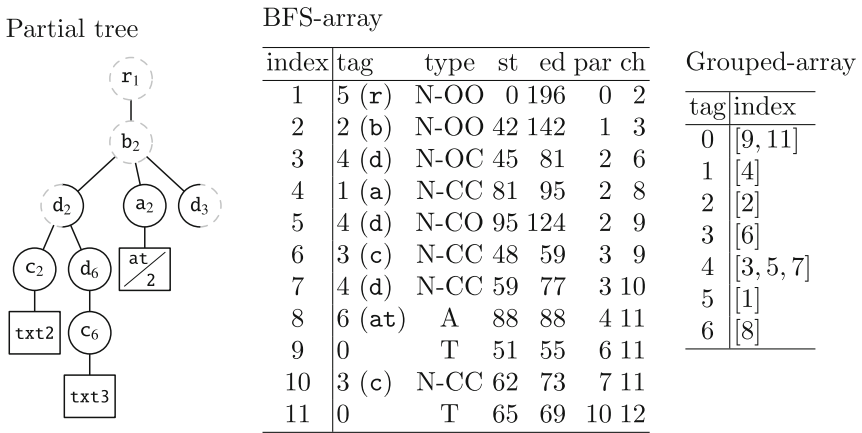 Partial tree
r1
b2
d2 a2 d3
c2 d6 at
2
txt2 c6
txt3
BFS-array
index tag type st ed par ch
1 5 (r) N-OO 0 196 0 2
2 2 (b) N-OO 42 142 1 3
3 4 (d) N-OC 45 81 2 6
4 1 (a) N-CC 81 95 2 8
5 4 (d) N-CO 95 124 2 9
6 3 (c) N-CC 48 59 3 9
7 4 (d) N-CC 59 77 3 10
8 6 (at) A 88 88 4 11
9 0 T 51 55 6 11
10 3 (c) N-CC 62 73 7 11
11 0 T 65 69 10 12
Grouped-array
tag index
0 [9, 11]
1 [4]
2 [2]
3 [6]
4 [3, 5, 7]
5 [1]
6 [8]